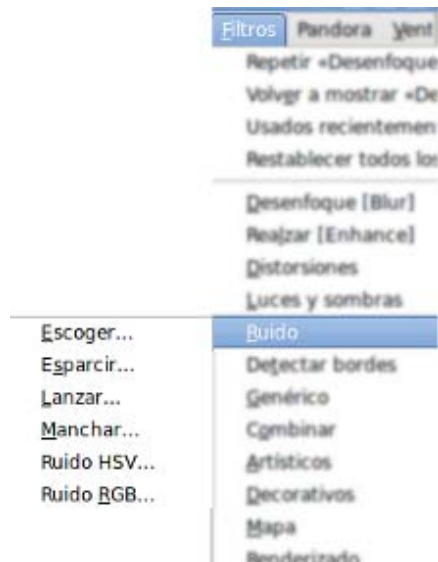 Filtros Pandora Vent
Repetir «Desenfoque
Volver a mostrar «De
Usados recientemen
Restablecer todos los
Desenfoque [Blur]
Realzar [Enhance]
Distorsiones
Luces y sombras
Ruido
Detectar bordes
Genérico
Combinar
Artísticos
Decorativos
Mapa
Renderizado
Escoger...
Esparcir...
Lanzar...
Manchar...
Ruido HSV...
Ruido RGB...